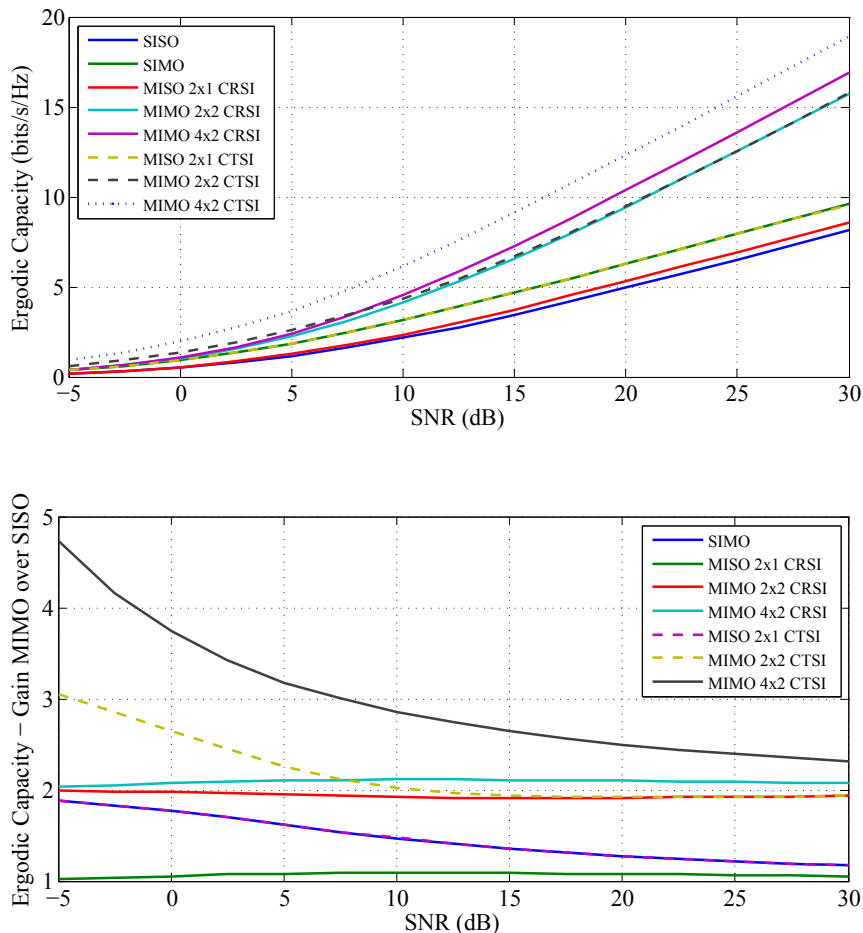 Ergodic Capacity (bits/s/Hz)
20
15
10
5
0
SISO
SIMO
MISO 2x1 CRSI
MIMO 2x2 CRSI
MIMO 4x2 CRSI
MISO 2x1 CTSI
MIMO 2x2 CTSI
MIMO 4x2 CTSI
−5 0 5 10 15 20 25 30
SNR (dB)
Ergodic Capacity − Gain MIMO over SISO
5
4
3
2
1
SIMO
MISO 2x1 CRSI
MIMO 2x2 CRSI
MIMO 4x2 CRSI
MISO 2x1 CTSI
MIMO 2x2 CTSI
MIMO 4x2 CTSI
−5 0 5 10 15 20 25 30
SNR (dB)